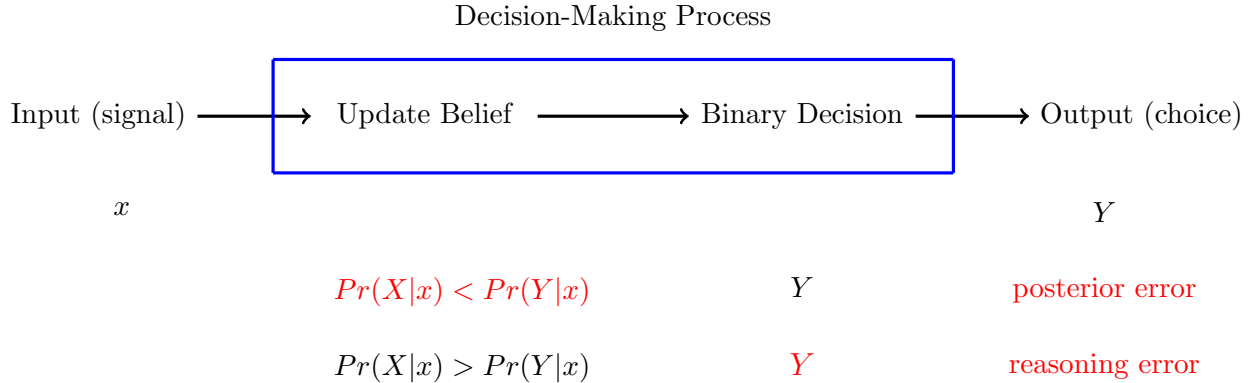 Decision-Making Process
Input (signal) Update Belief Binary Decision Output (choice)
x Y
Pr(X|x) < Pr(Y|x) Y posterior error
Pr(X|x) > Pr(Y|x) Y reasoning error